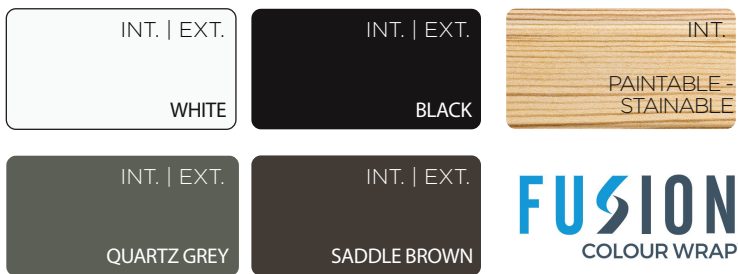 INT. | EXT.
WHITE
INT. | EXT.
BLACK
INT.
PAINTABLE -
STAINABLE
INT. | EXT.
QUARTZ GREY
INT. | EXT.
SADDLE BROWN
FUSION
COLOUR WRAP